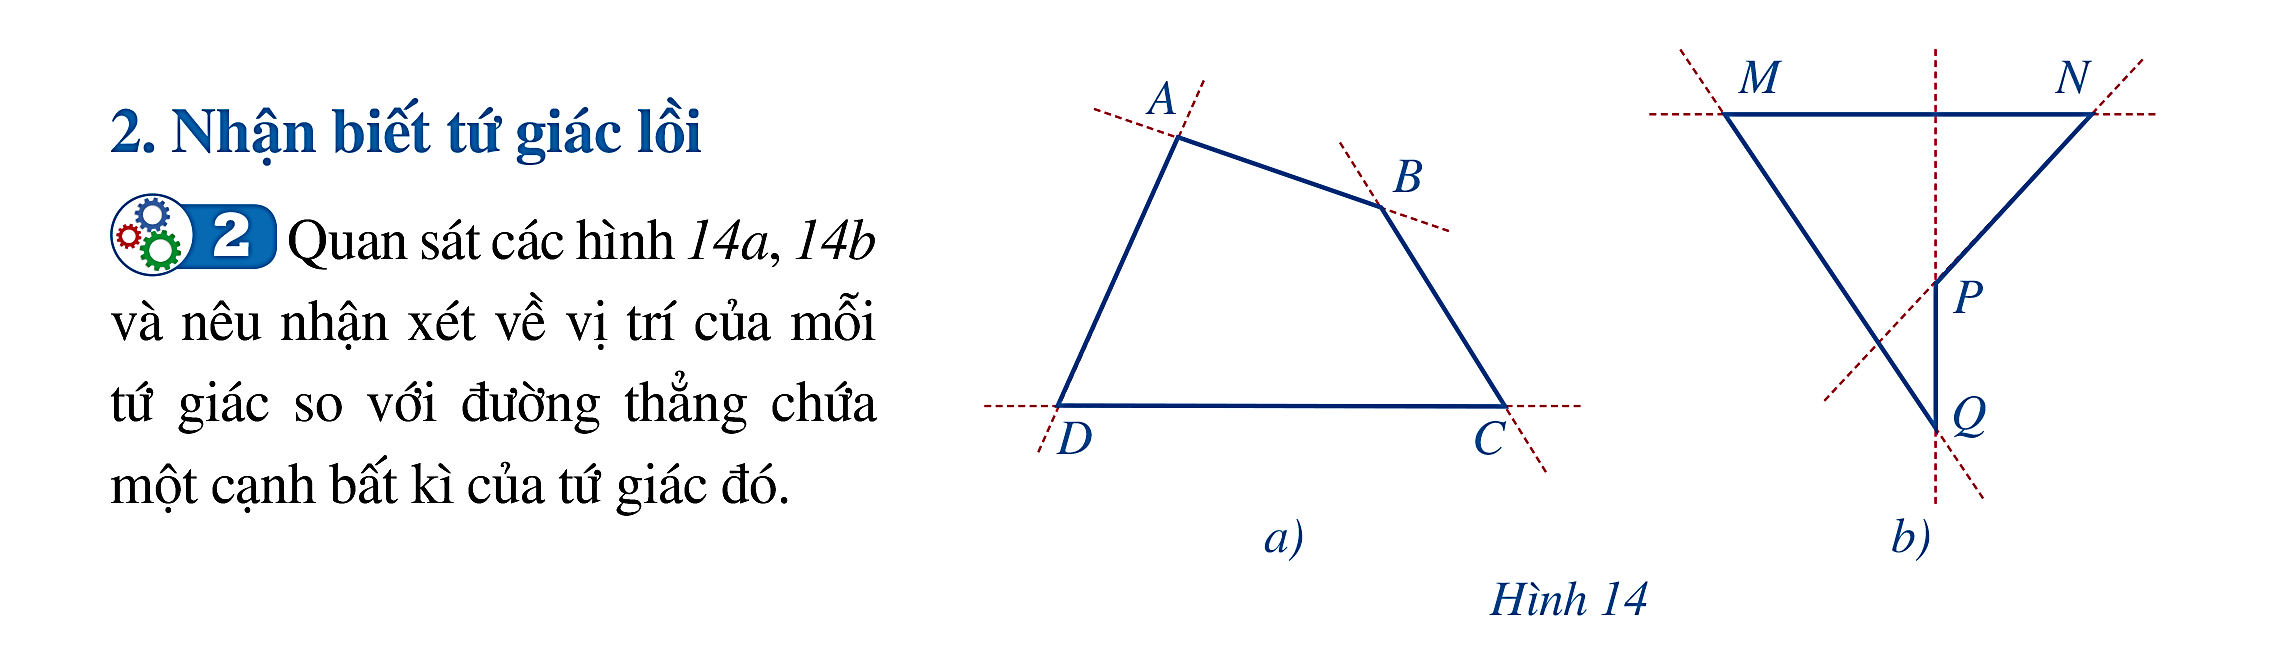 2. Nhận biết tứ giác lồi
2 Quan sát các hình 14a, 14b
và nêu nhận xét về vị trí của mỗi
tứ giác so với đường thẳng chứa
một cạnh bất kì của tứ giác đó.
A
B
D
C
a)
M
N
P
Q
b)
Hình 14